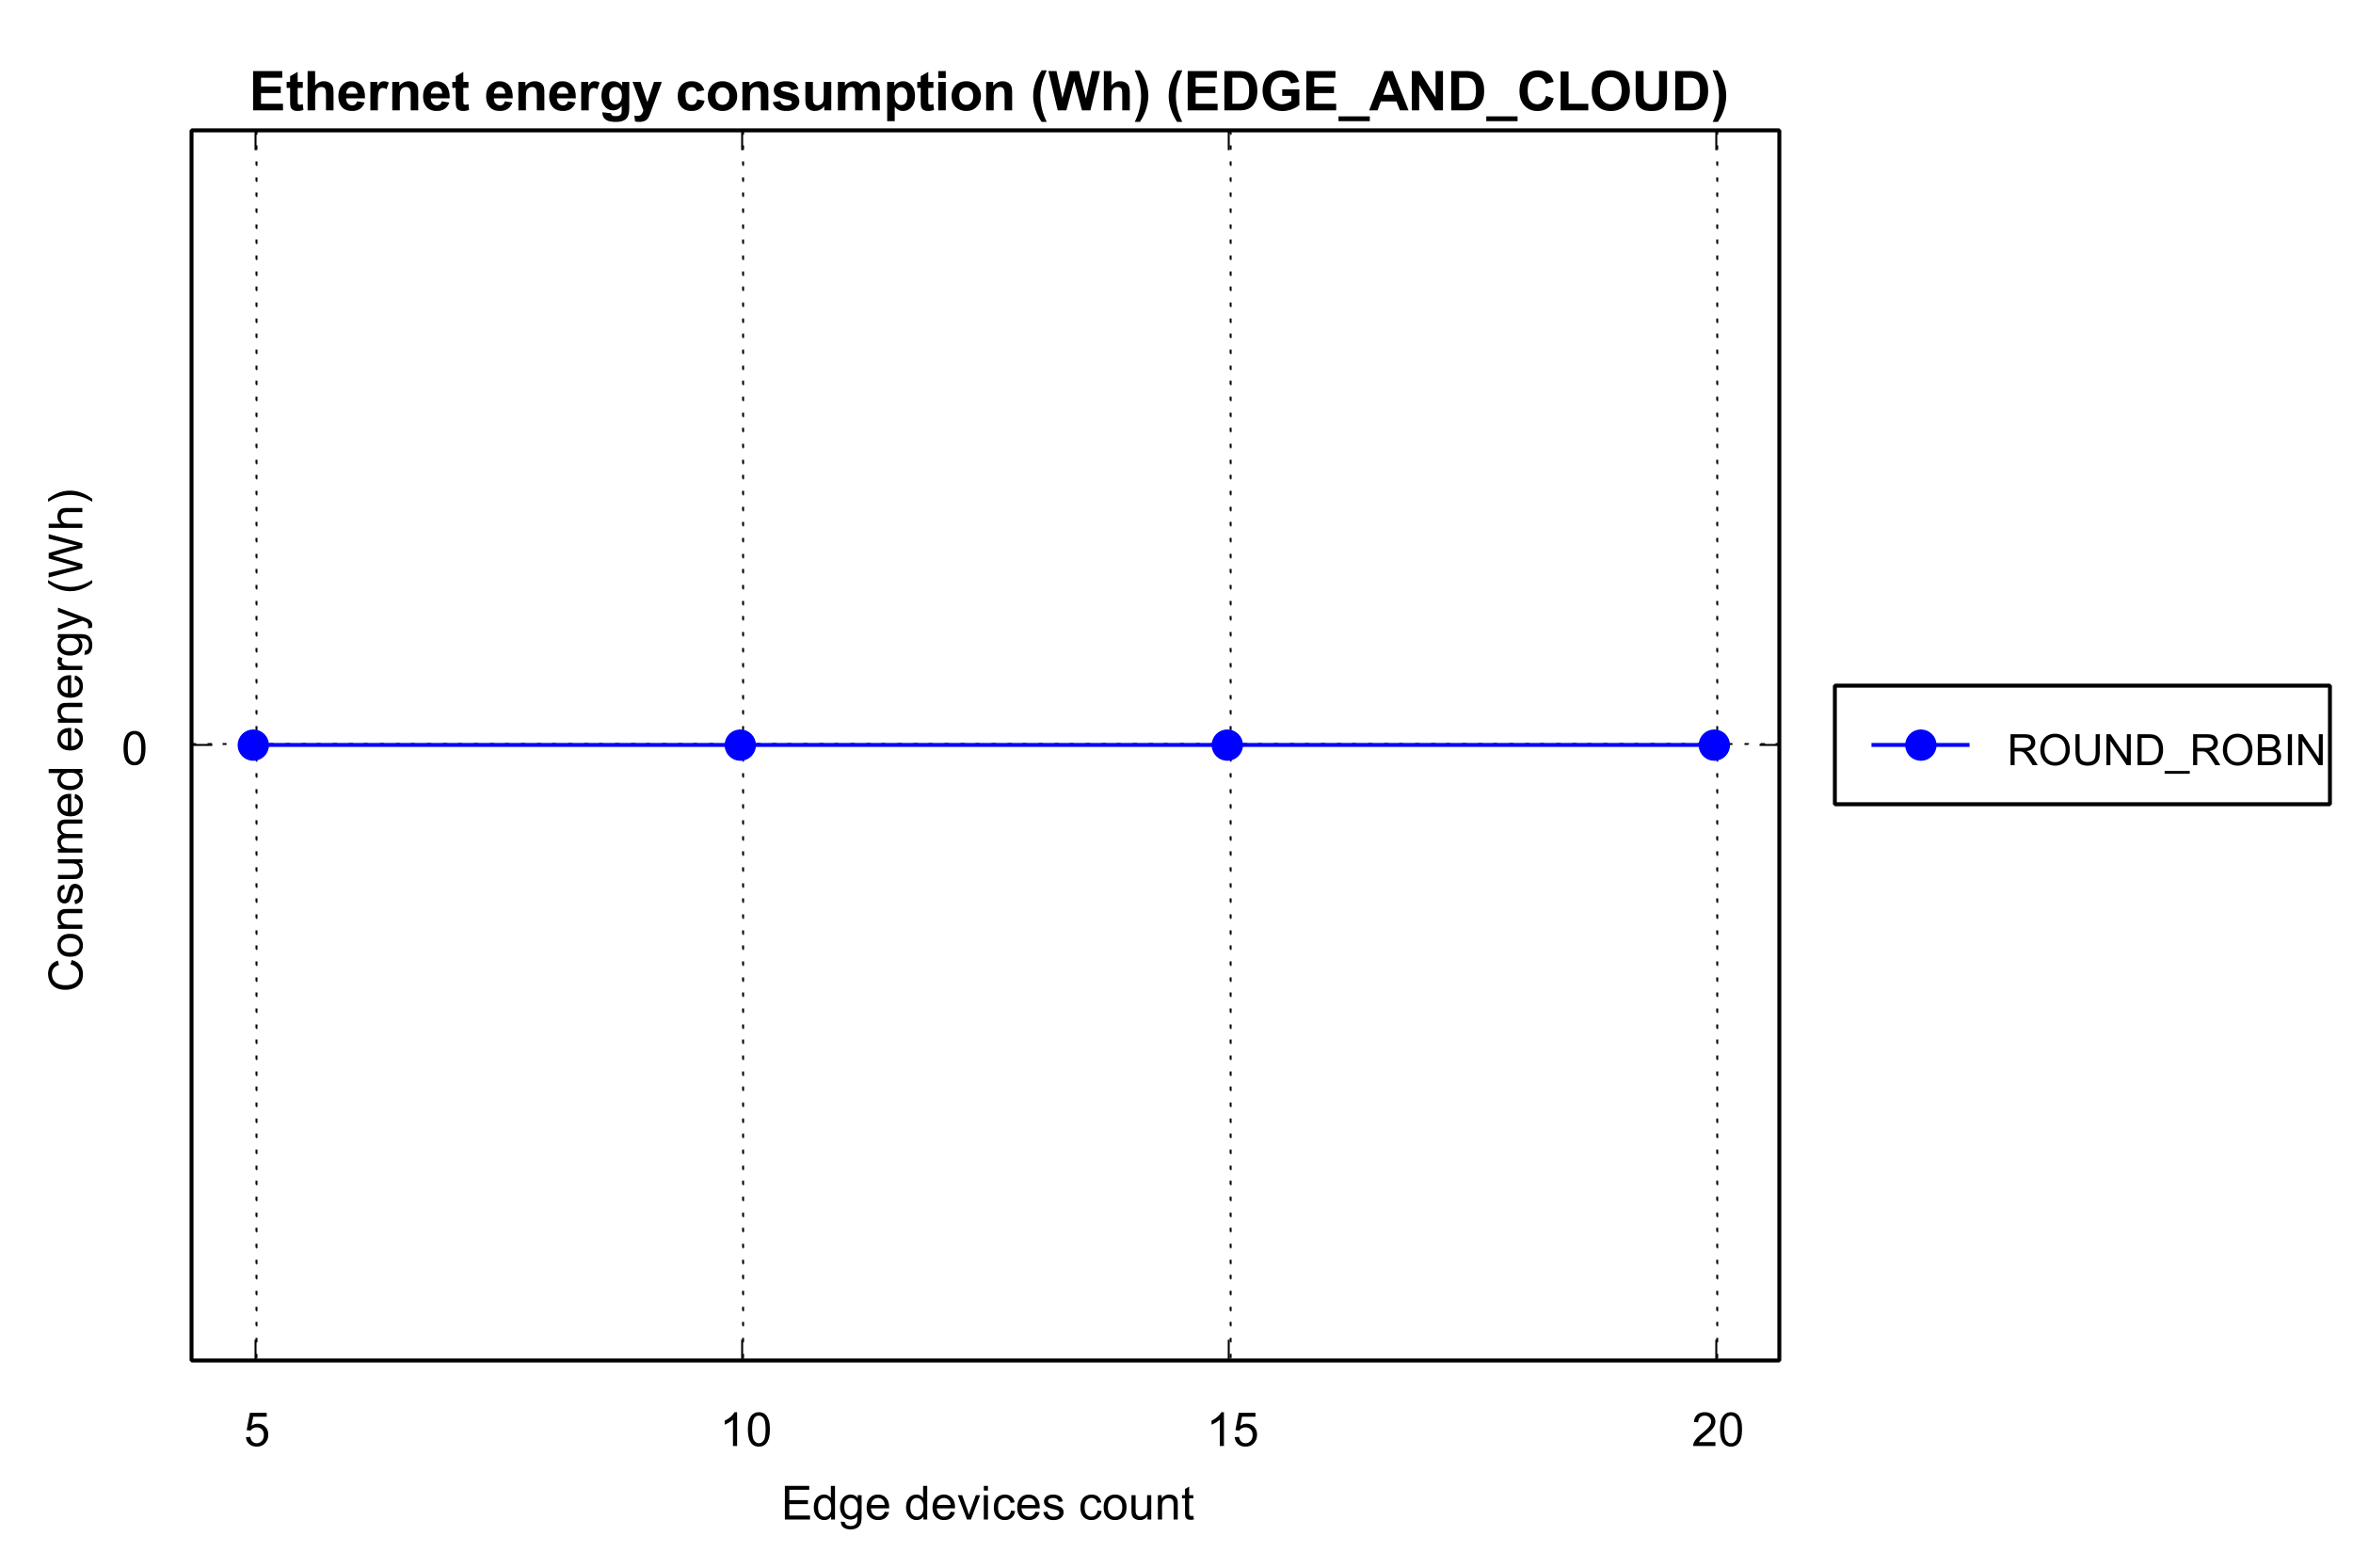 Ethernet energy consumption (Wh) (EDGE_AND_CLOUD)
Consumed energy (Wh)
0
ROUND_ROBIN
5 10 15 20
Edge devices count